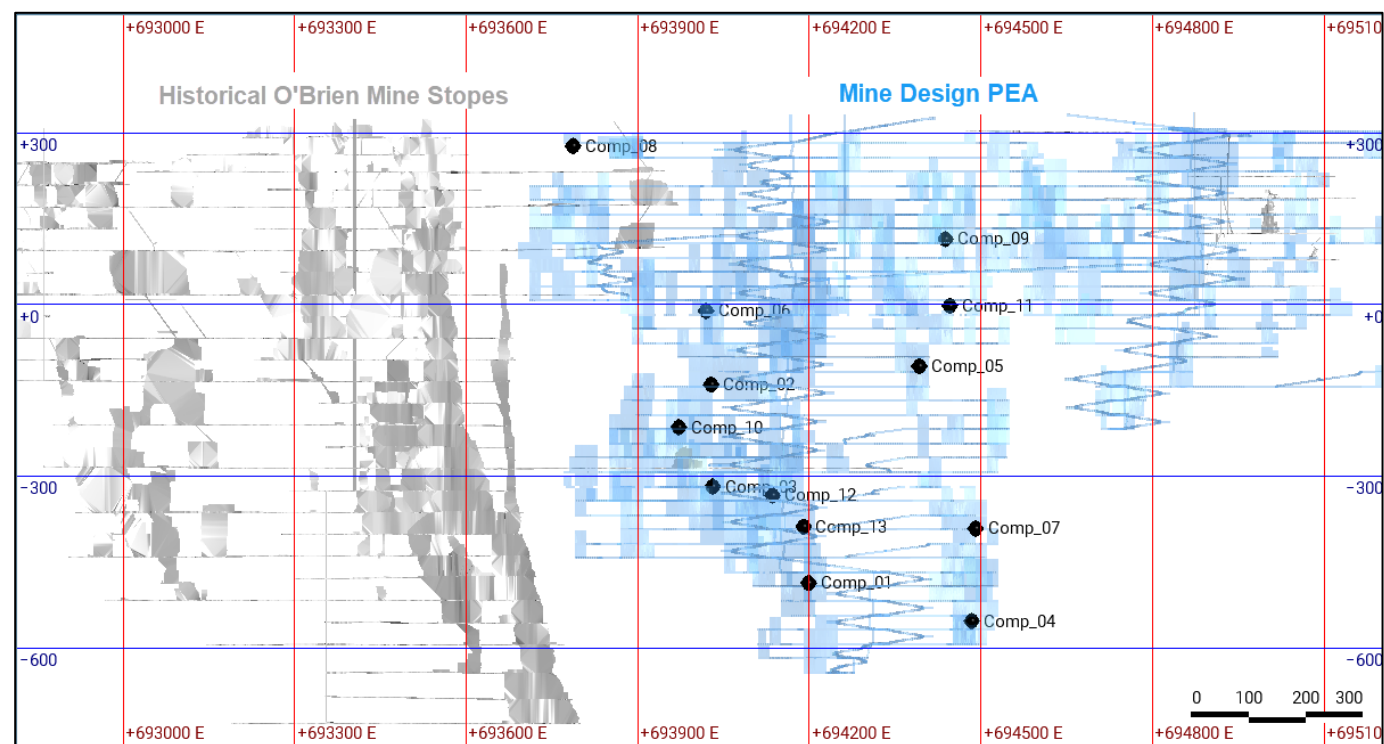 +693000 E +693300 E +693600 E +693900 E +694200 E +694500 E +694800 E +69510
Historical O'Brien Mine Stopes Mine Design PEA
+300 +300
Comp_08
Comp_09
Comp_11
+0 +0
Comp_06
Comp_05
Comp_02
Comp_10
-300 -300
Comp_03
Comp_12
Comp_13 Comp_07
Comp_01
Comp_04
-600 -600
0 100 200 300
+693000 E +693300 E +693600 E +693900 E +694200 E +694500 E +694800 E +69510